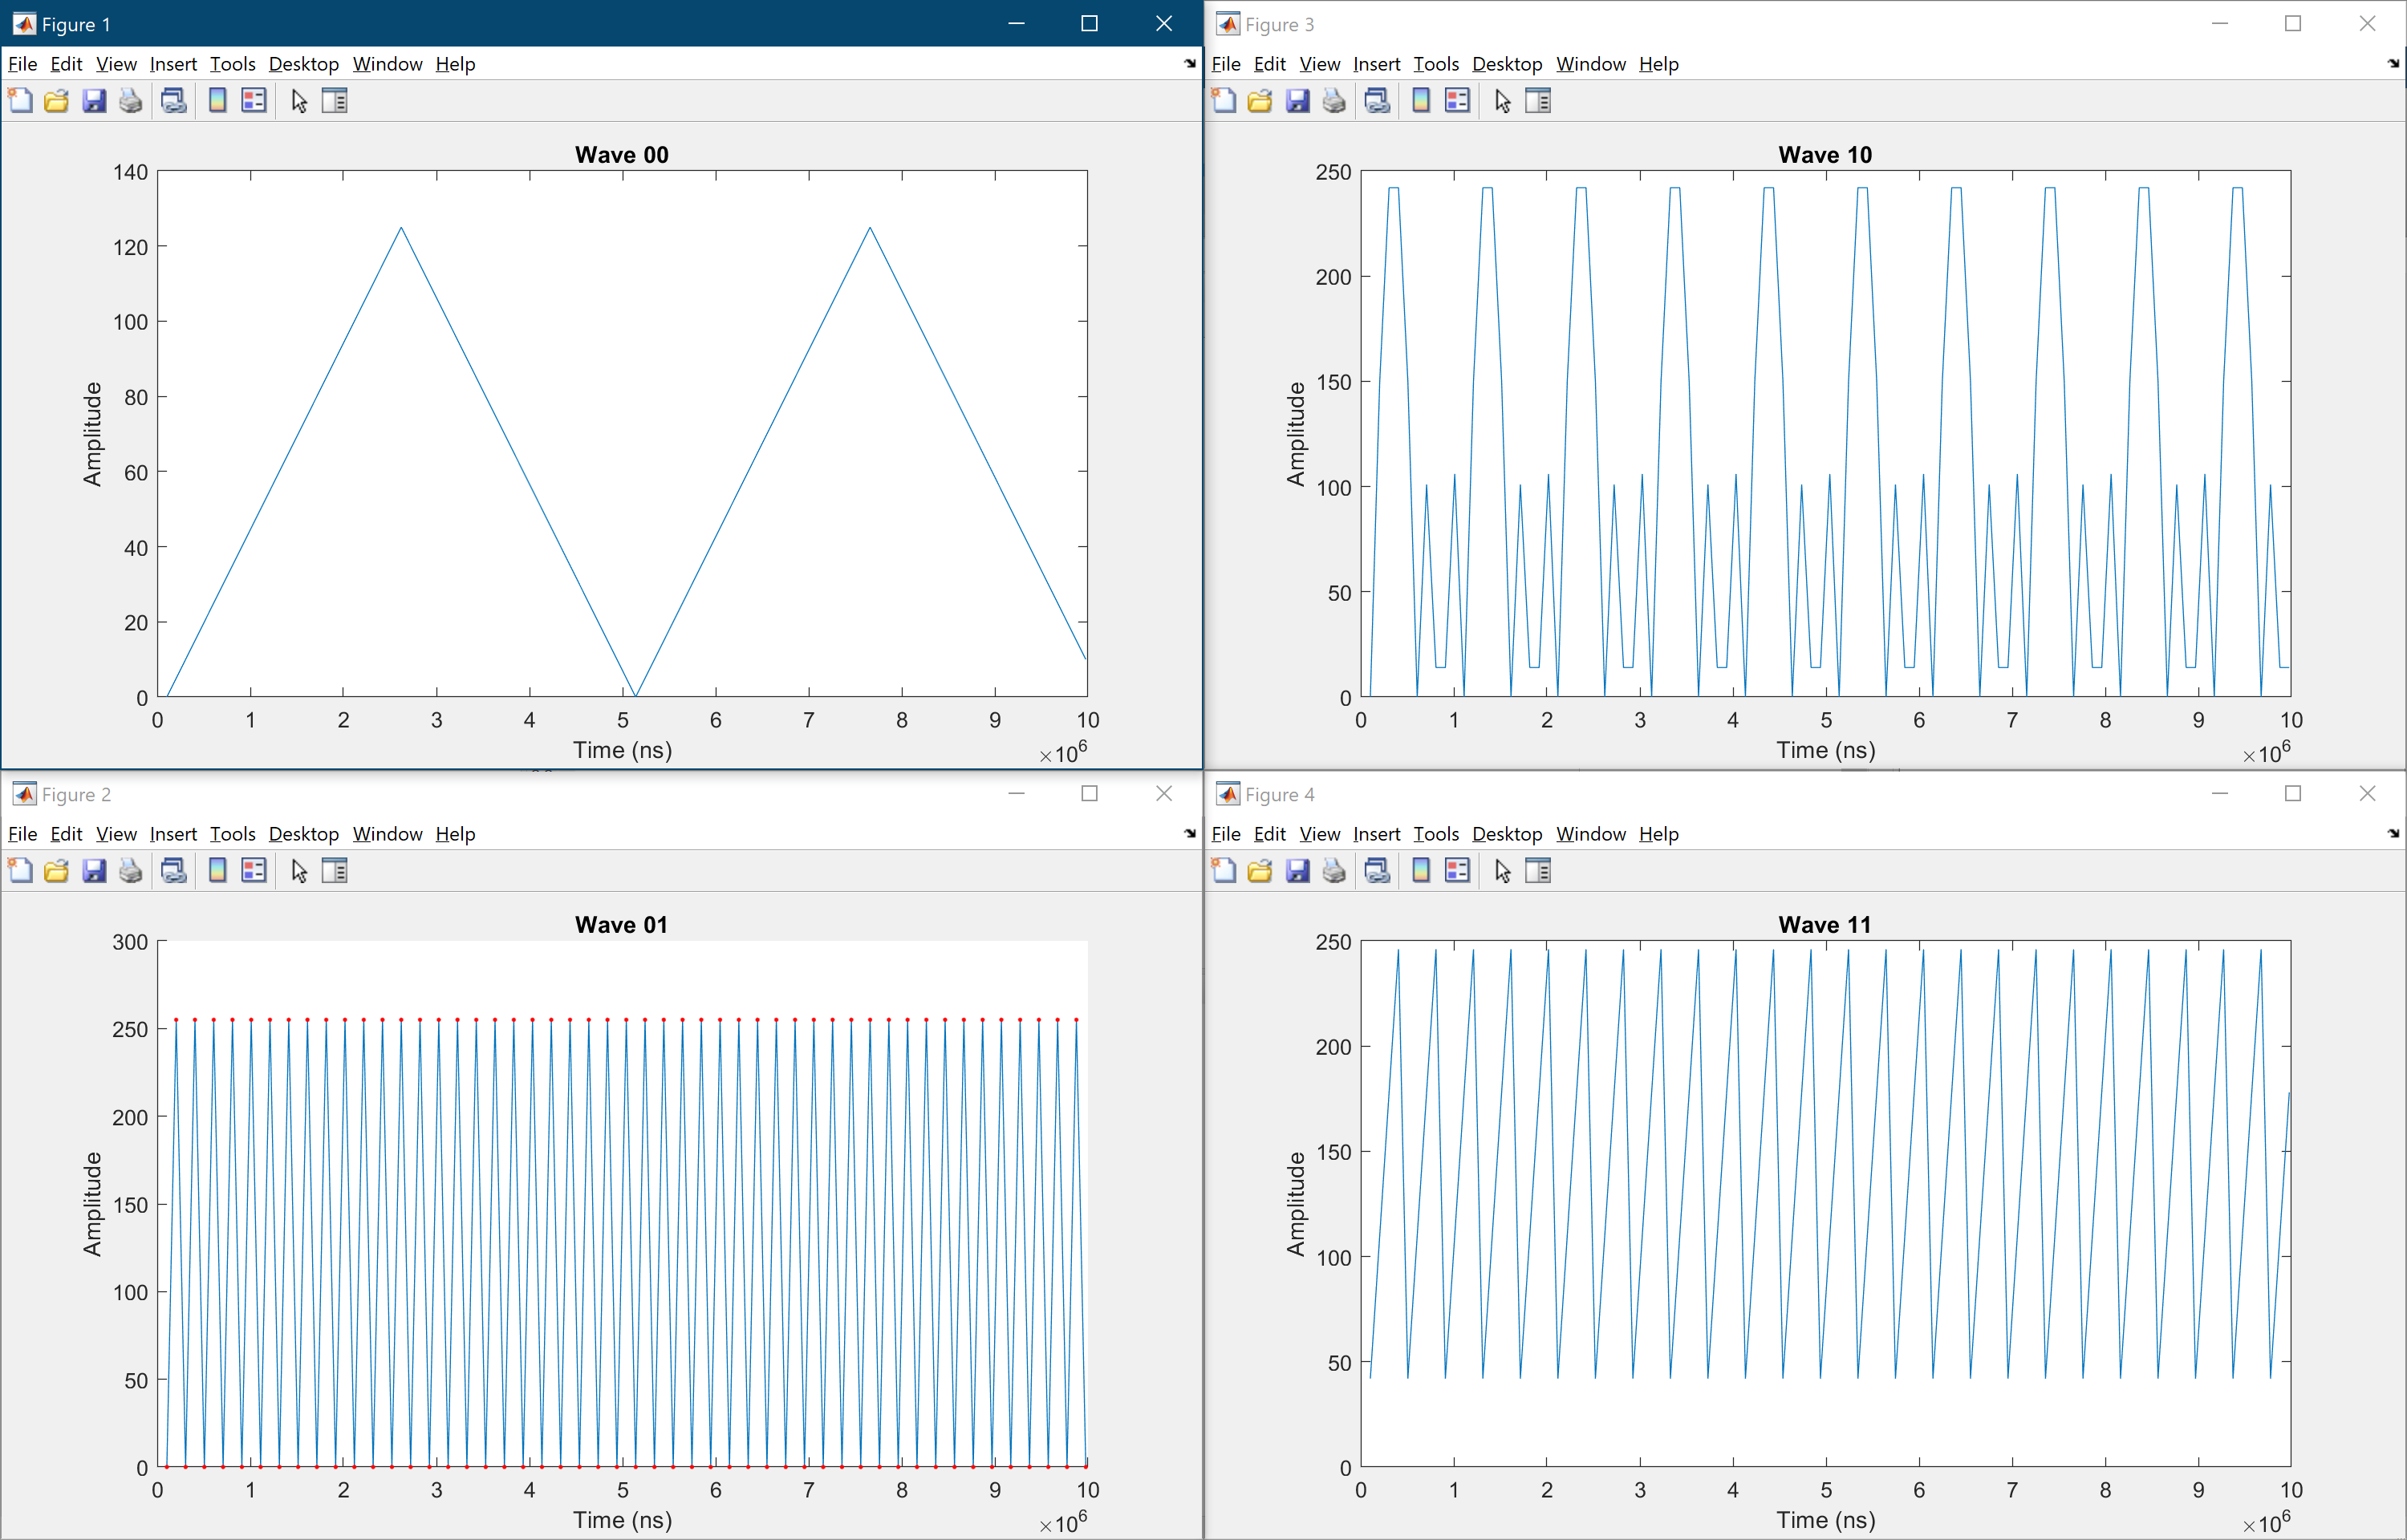 Figure 1
File Edit View Insert Tools Desktop Window Help
Wave 00
Amplitude
140
120
100
80
60
40
20
0
0 1 2 3 4 5 6 7 8 9 10
Time (ns)
×10^6
Figure 3
File Edit View Insert Tools Desktop Window Help
Wave 10
Amplitude
250
200
150
100
50
0
0 1 2 3 4 5 6 7 8 9 10
Time (ns)
×10^6
Figure 2
File Edit View Insert Tools Desktop Window Help
Wave 01
Amplitude
300
250
200
150
100
50
0
0 1 2 3 4 5 6 7 8 9 10
Time (ns)
×10^6
Figure 4
File Edit View Insert Tools Desktop Window Help
Wave 11
Amplitude
250
200
150
100
50
0
0 1 2 3 4 5 6 7 8 9 10
Time (ns)
×10^6